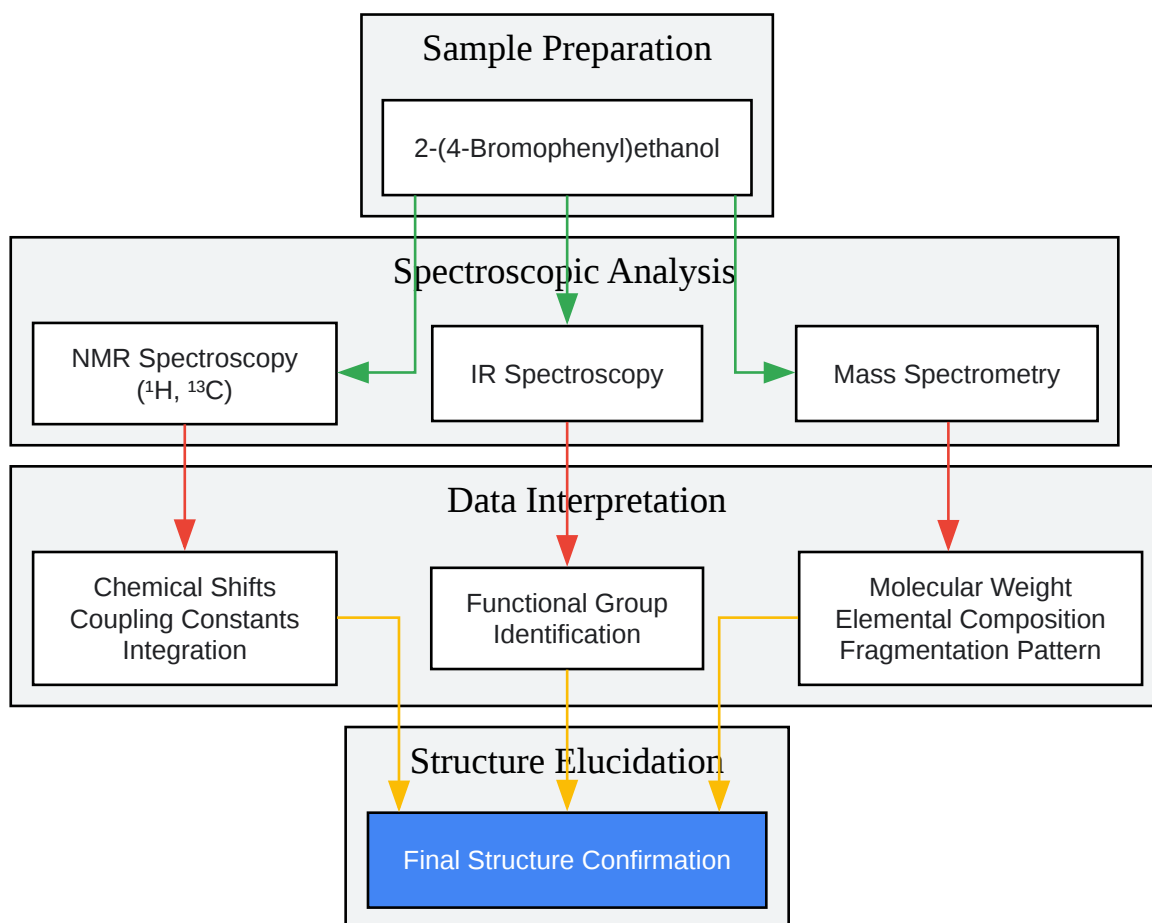 Sample Preparation
2-(4-Bromophenyl)ethanol
Spectroscopic Analysis
NMR Spectroscopy
(¹H, ¹³C)
IR Spectroscopy
Mass Spectrometry
Data Interpretation
Chemical Shifts
Coupling Constants
Integration
Functional Group
Identification
Molecular Weight
Elemental Composition
Fragmentation Pattern
Structure Elucidation
Final Structure Confirmation